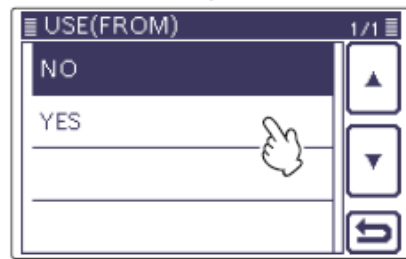 USE(FROM) 1/1
NO
YES